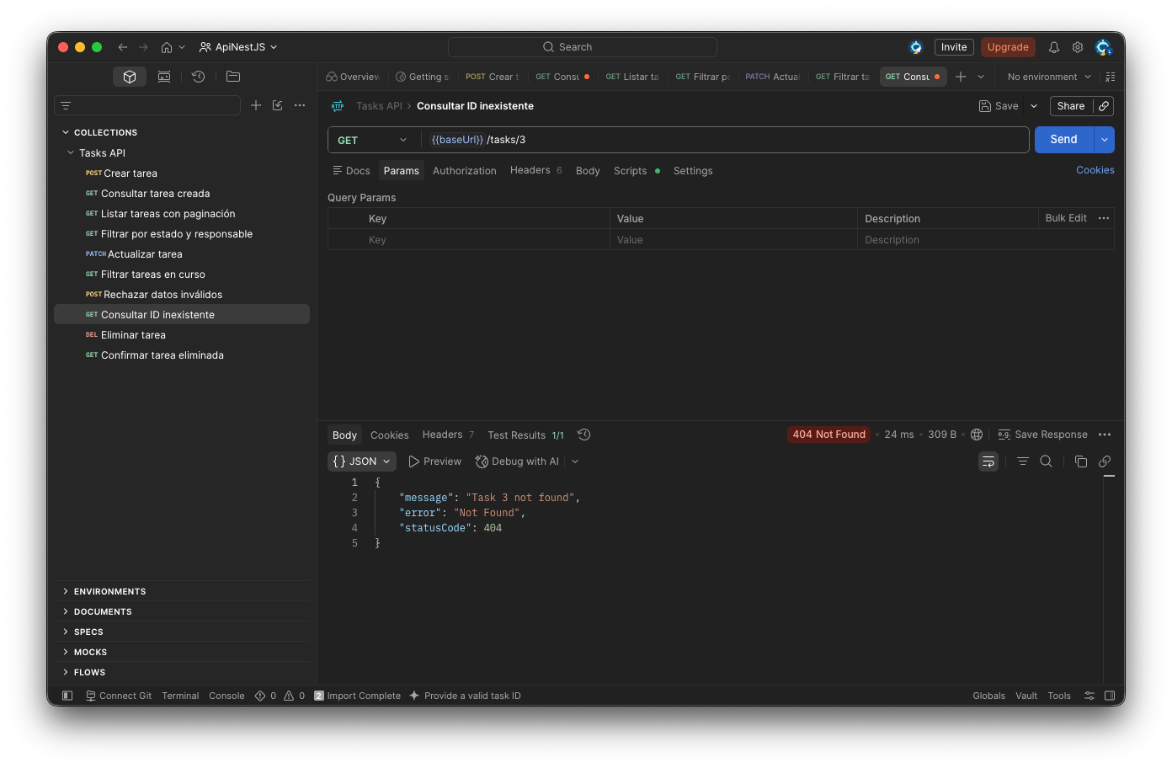 ApiNestJS
Search
Invite
Upgrade
Overview
Getting s
POST Crear t
GET Consu
GET Listar ta
GET Filtrar p
PATCH Actual
GET Filtrar ta
GET Consu
No environment
HTTP Tasks API > Consultar ID inexistente
Save
Share
COLLECTIONS
Tasks API
POST Crear tarea
GET Consultar tarea creada
GET Listar tareas con paginación
GET Filtrar por estado y responsable
PATCH Actualizar tarea
GET Filtrar tareas en curso
POST Rechazar datos inválidos
GET Consultar ID inexistente
DEL Eliminar tarea
GET Confirmar tarea eliminada
ENVIRONMENTS
DOCUMENTS
SPECS
MOCKS
FLOWS
GET
{{baseUrl}} /tasks/3
Send
Docs Params Authorization Headers 6 Body Scripts Settings
Cookies
Query Params
Key Value Description Bulk Edit
Key Value Description
Body Cookies Headers 7 Test Results 1/1
404 Not Found • 24 ms • 309 B
e.g. Save Response
{} JSON Preview Debug with AI
1 {
2 "message": "Task 3 not found",
3 "error": "Not Found",
4 "statusCode": 404
5 }
Connect Git Terminal Console 0 0 2 Import Complete Provide a valid task ID
Globals Vault Tools